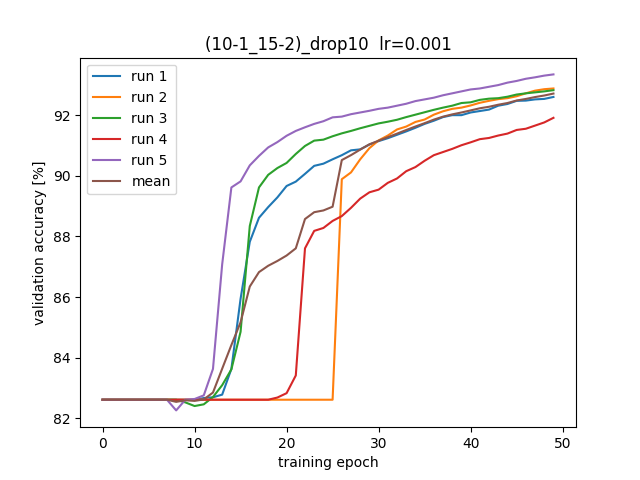 (10-1_15-2)_drop10  lr=0.001
run 1
run 2
run 3
run 4
run 5
mean
validation accuracy [%]
92
90
88
86
84
82
0 10 20 30 40 50
training epoch